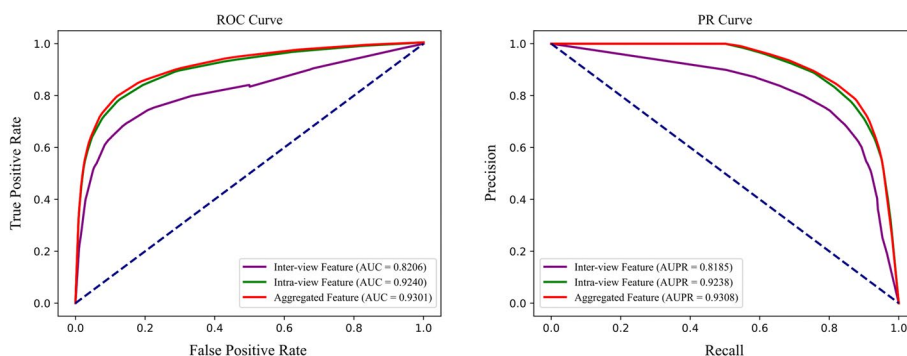 ROC Curve
1.0
0.8
0.6
0.4
0.2
0.0
True Positive Rate
0.0 0.2 0.4 0.6 0.8 1.0
False Positive Rate
Inter-view Feature (AUC = 0.8206)
Intra-view Feature (AUC = 0.9240)
Aggregated Feature (AUC = 0.9301)
PR Curve
1.0
0.8
0.6
0.4
0.2
0.0
Precision
0.0 0.2 0.4 0.6 0.8 1.0
Recall
Inter-view Feature (AUPR = 0.8185)
Intra-view Feature (AUPR = 0.9238)
Aggregated Feature (AUPR = 0.9308)